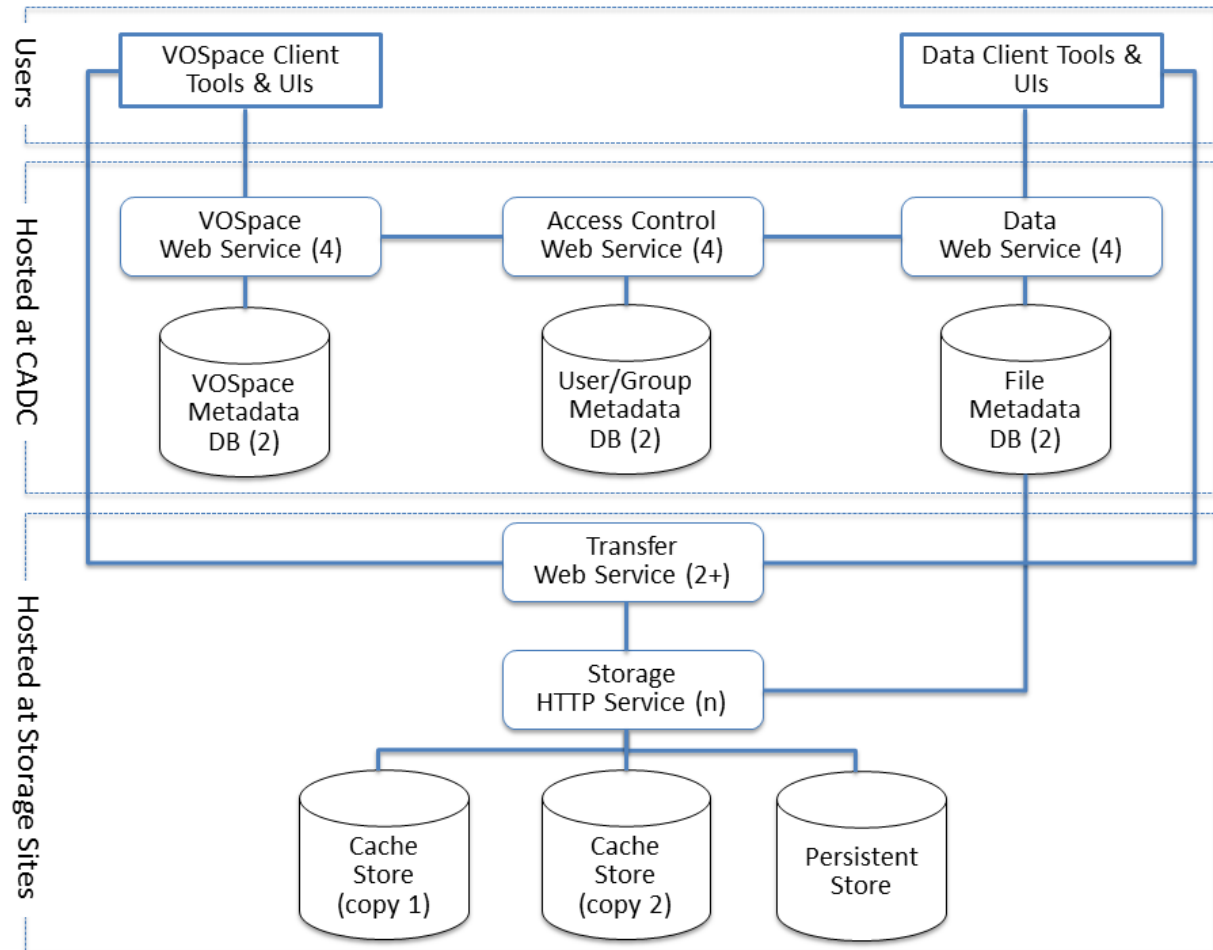 Users
VOSpace Client
Tools & UIs
Data Client Tools &
UIs
Hosted at CADC
VOSpace
Web Service (4)
Access Control
Web Service (4)
Data
Web Service (4)
VOSpace
Metadata
DB (2)
User/Group
Metadata
DB (2)
File
Metadata
DB (2)
Hosted at Storage Sites
Transfer
Web Service (2+)
Storage
HTTP Service (n)
Cache
Store
(copy 1)
Cache
Store
(copy 2)
Persistent
Store